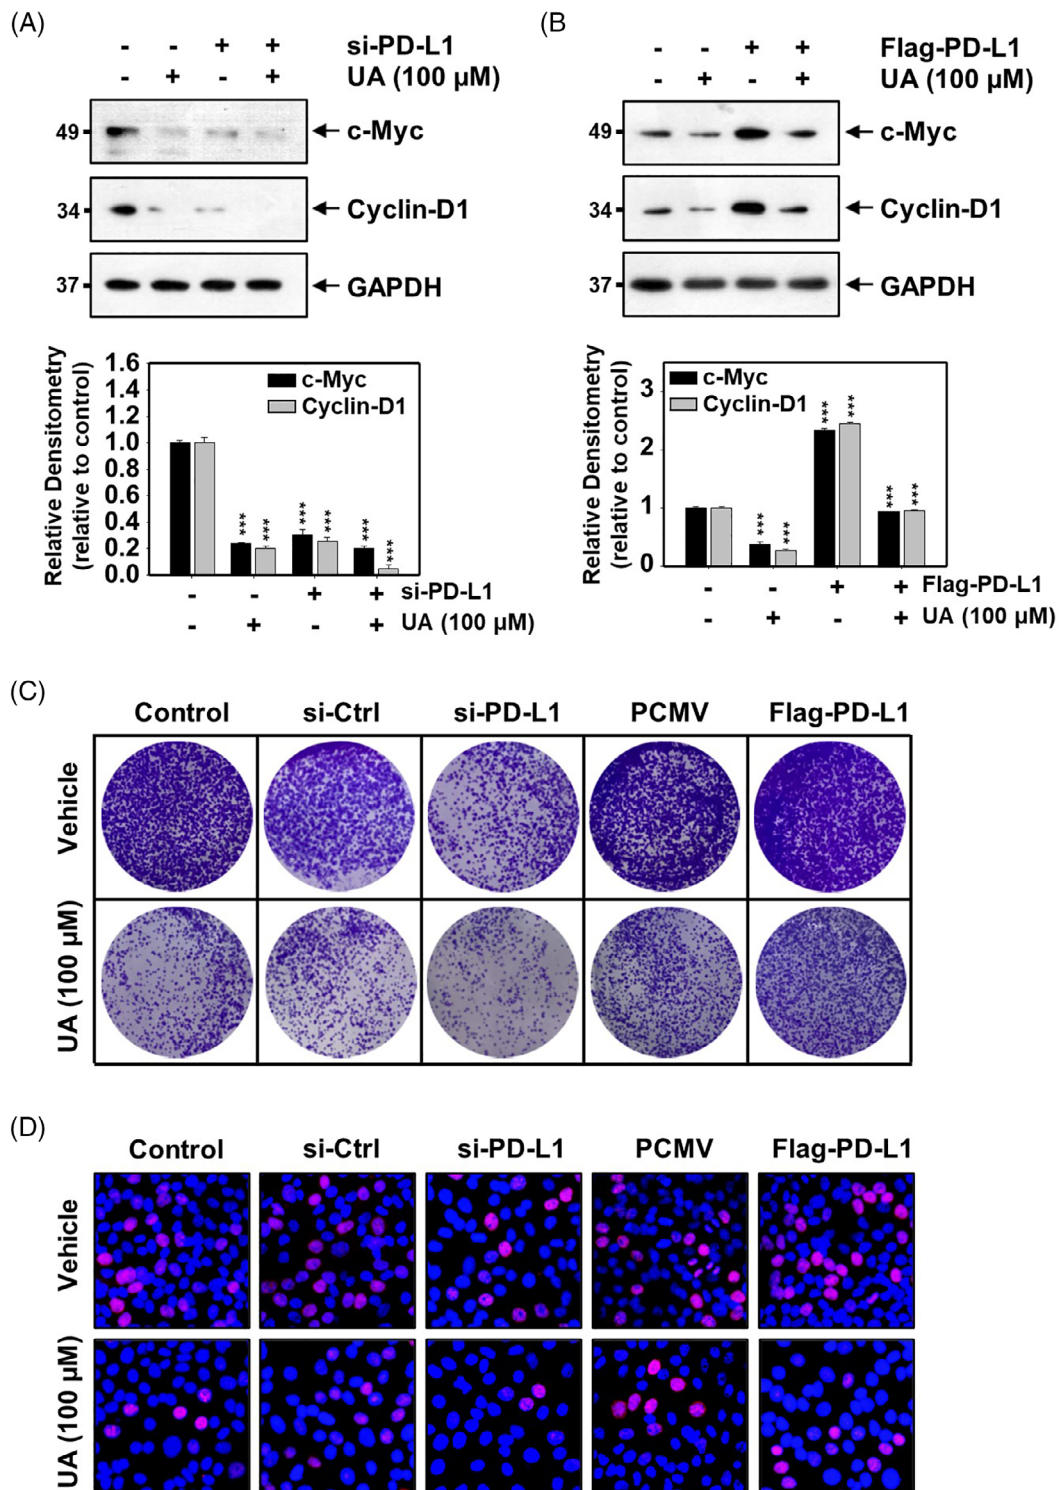 (A)
- - + + si-PD-L1
- + - + UA (100 µM)
49 c-Myc
34 Cyclin-D1
37 GAPDH
Relative Densitometry
(relative to control)
1.6
1.4
1.2
1.0
0.8
0.6
0.4
0.2
0.0
c-Myc
Cyclin-D1
*** *** *** *** *** ***
- - + + si-PD-L1
- + - + UA (100 µM)
(B)
- - + + Flag-PD-L1
- + - + UA (100 µM)
49 c-Myc
34 Cyclin-D1
37 GAPDH
Relative Densitometry
(relative to control)
3
2
1
0
c-Myc
Cyclin-D1
*** *** *** *** *** ***
- - + + Flag-PD-L1
- + - + UA (100 µM)
(C)
Control si-Ctrl si-PD-L1 PCMV Flag-PD-L1
Vehicle
UA (100 µM)
(D)
Control si-Ctrl si-PD-L1 PCMV Flag-PD-L1
Vehicle
UA (100 µM)